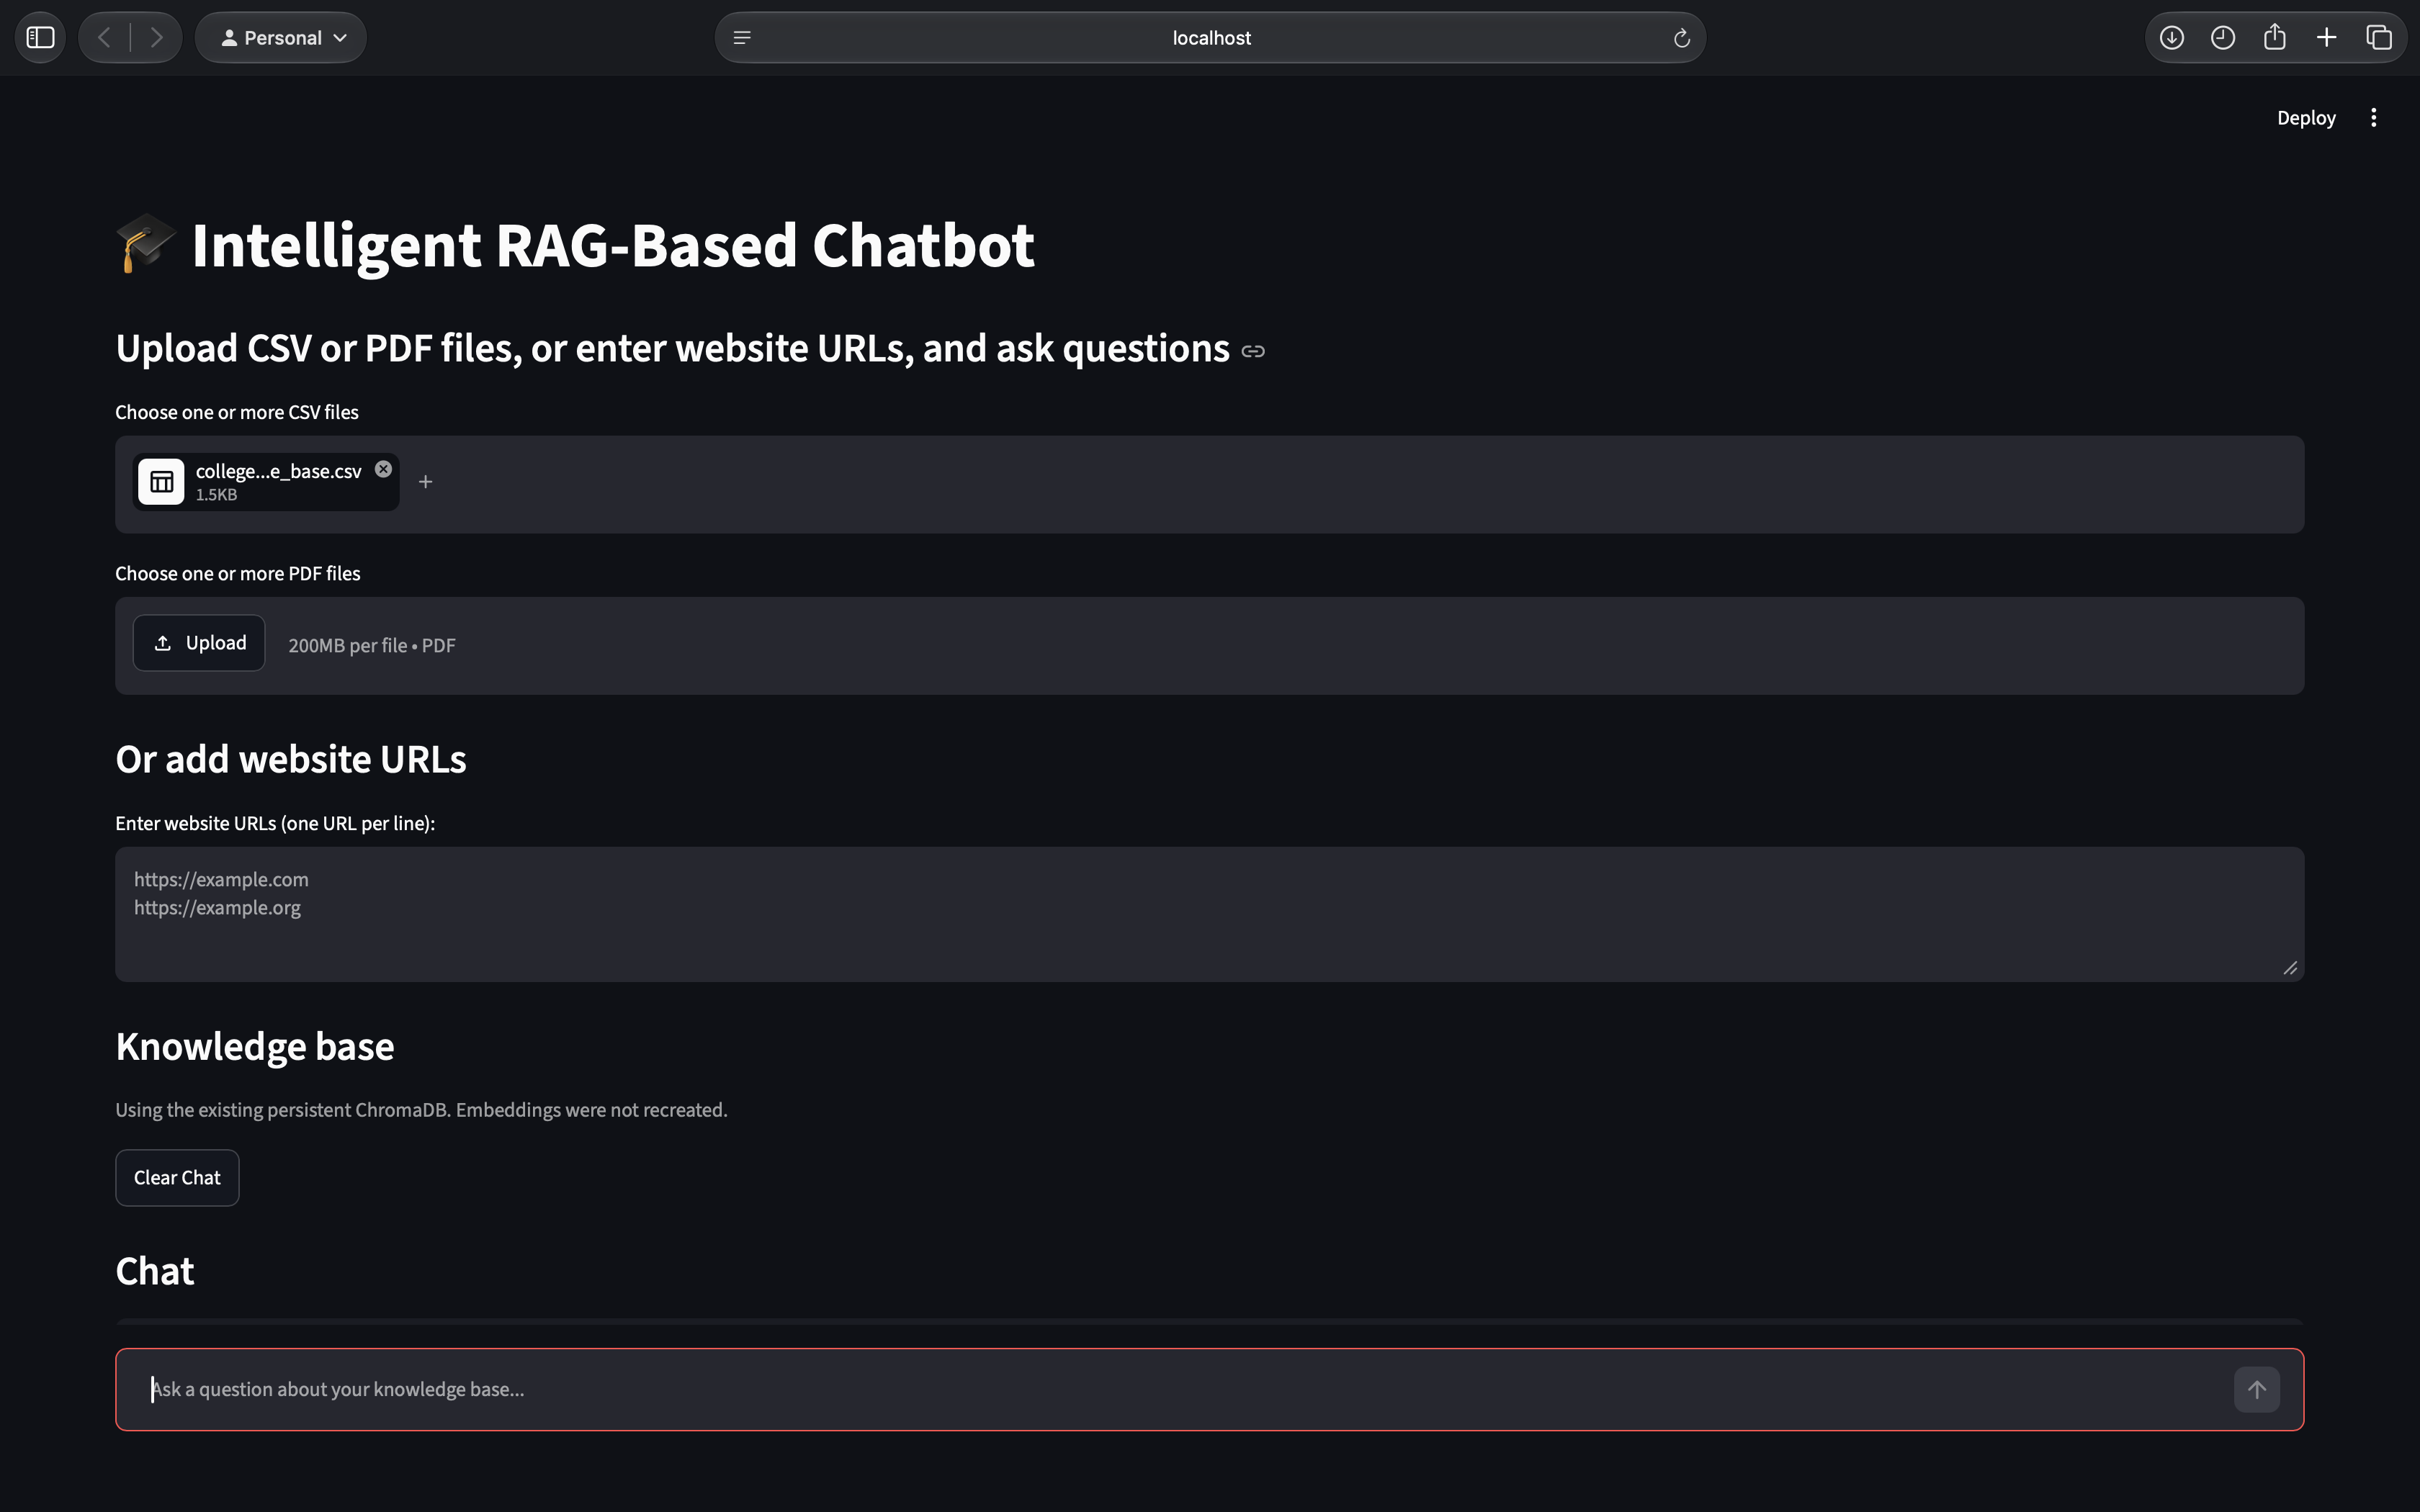 Personal
localhost
Deploy
Intelligent RAG-Based Chatbot
Upload CSV or PDF files, or enter website URLs, and ask questions
Choose one or more CSV files
college...e_base.csv
1.5KB
Choose one or more PDF files
Upload
200MB per file • PDF
Or add website URLs
Enter website URLs (one URL per line):
https://example.com
https://example.org
Knowledge base
Using the existing persistent ChromaDB. Embeddings were not recreated.
Clear Chat
Chat
Ask a question about your knowledge base...